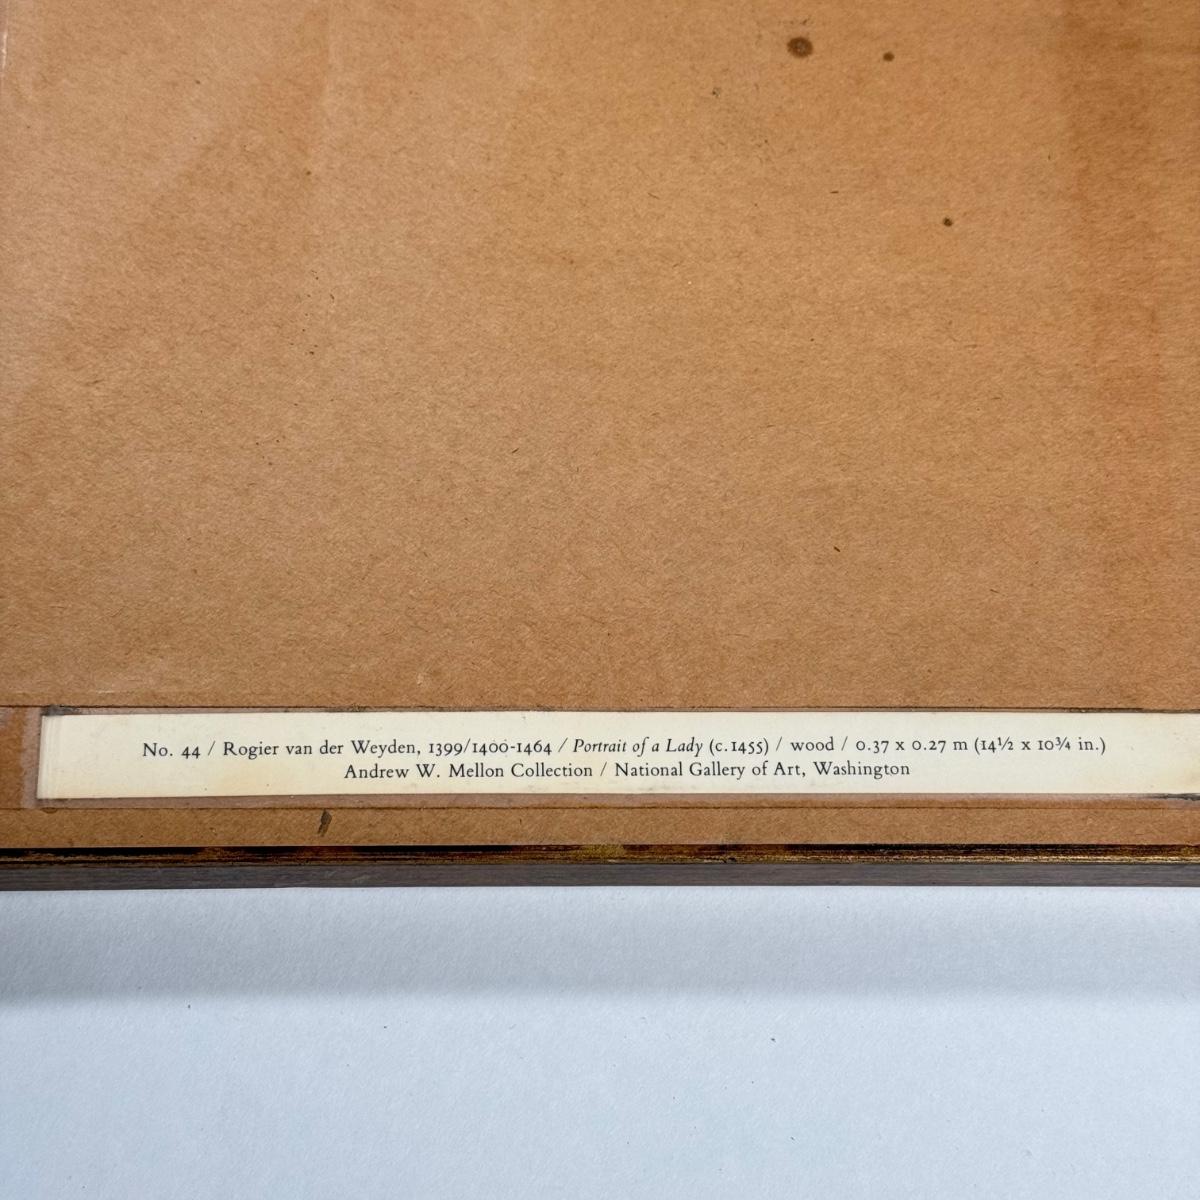 No. 44 / Rogier van der Weyden, 1399/1400-1464 / Portrait of a Lady (c.1455) / wood / 0.37 x 0.27 m (14½ x 10¾ in.)
Andrew W. Mellon Collection / National Gallery of Art, Washington